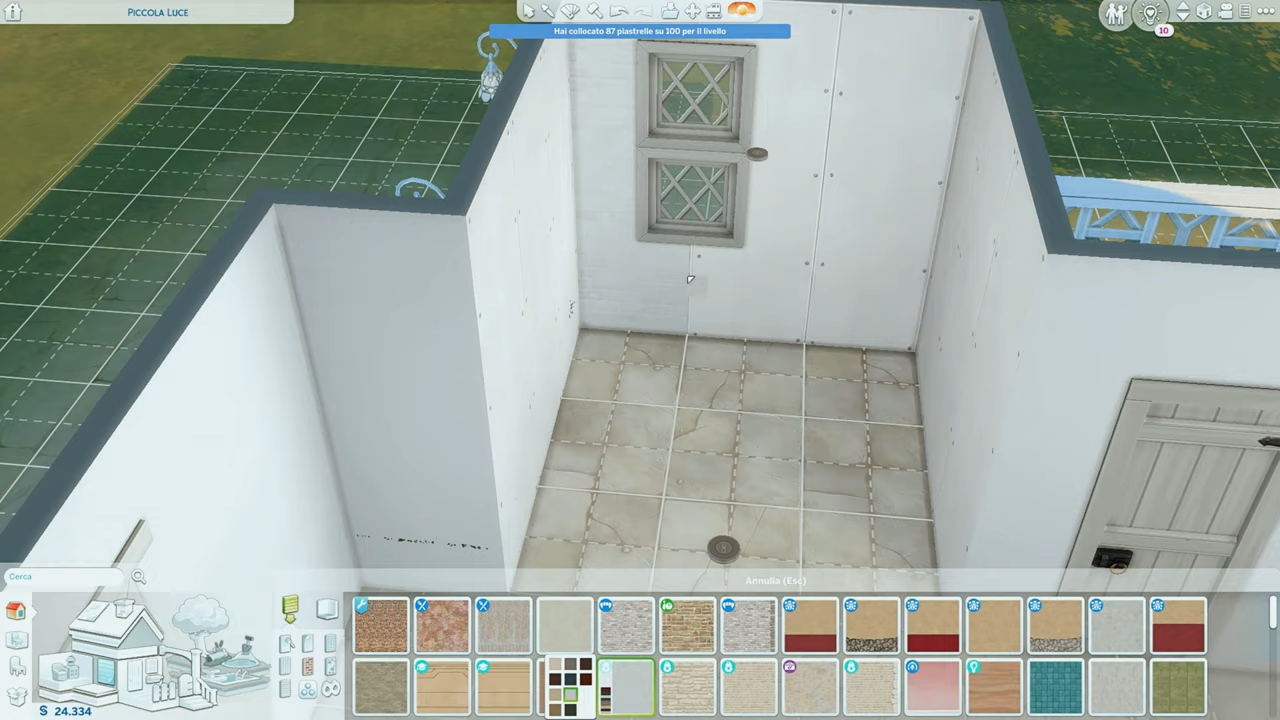 PICCOLA LUCE
Hai collocato 87 piastrelle su 100 per il livello
10
Annulla (Esc)
Cerca
$ 24.334